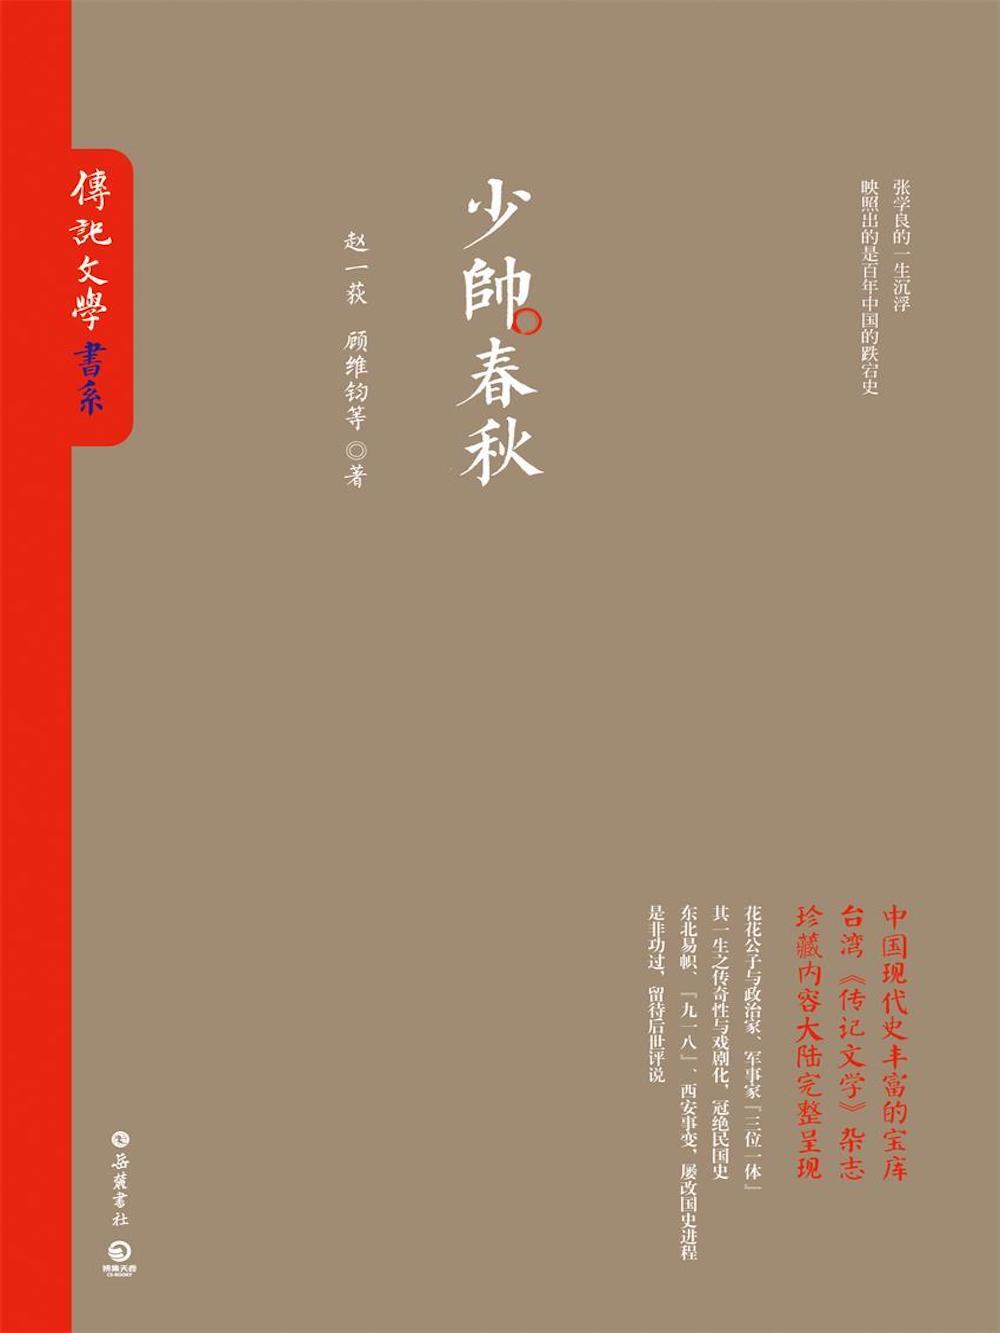 张学良的一生沉浮
映照出的是百年中国的跌宕史
少帥春秋
赵一荻 顾维钧等 ◎ 著
傳記文學書系
中国现代史丰富的宝库
台湾《传记文学》杂志
珍藏内容大陆完整呈现
花花公子与政治家、军事家『三位一体』
其一生之传奇性与戏剧化，冠绝民国史
东北易帜、『九一八』、西安事变，屡改国史进程
是非功过，留待后世评说
岳麓書社
博集天卷
CS-BOOKY